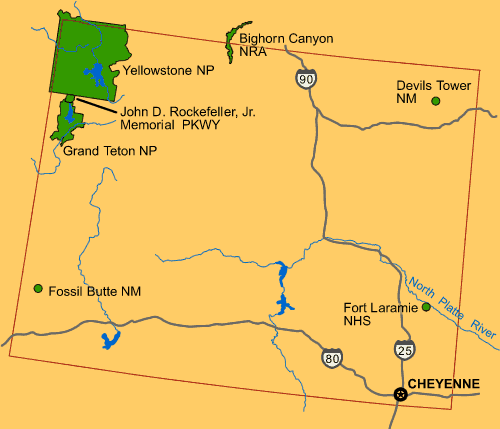 Bighorn Canyon
NRA
Yellowstone NP
90
Devils Tower
NM
John D. Rockefeller, Jr.
Memorial PKWY
Grand Teton NP
North Platte River
Fossil Butte NM
Fort Laramie
NHS
80
25
CHEYENNE